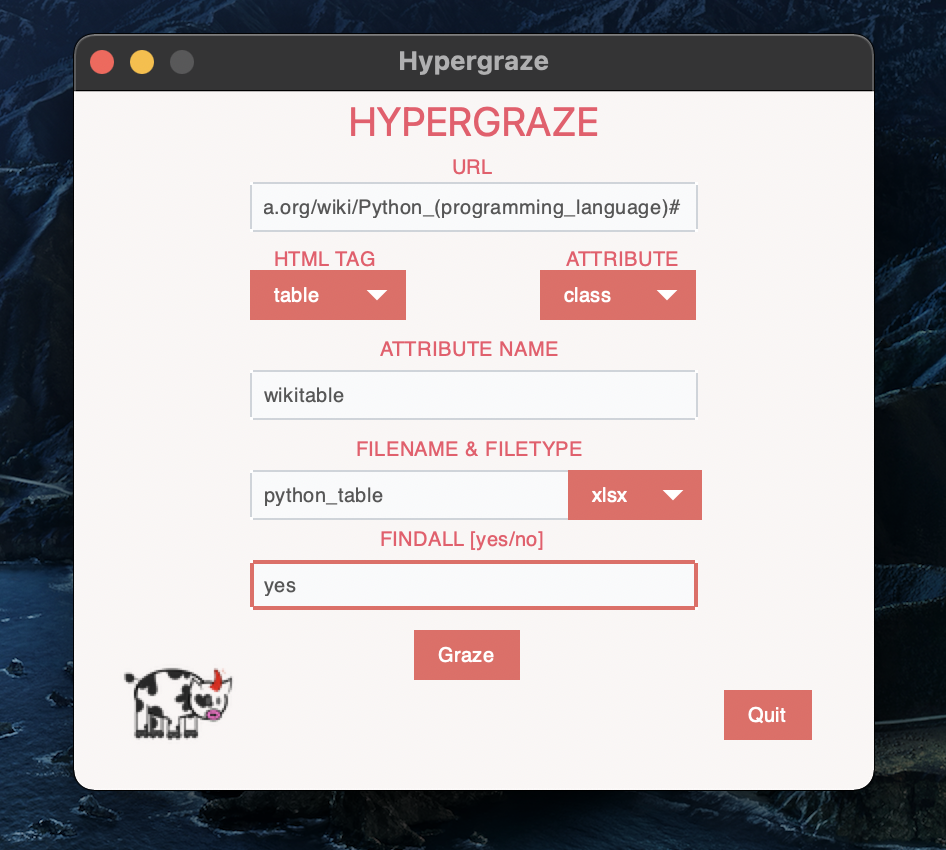 Hypergraze
HYPERGRAZE
URL
a.org/wiki/Python_(programming_language)#
HTML TAG ATTRIBUTE
table class
ATTRIBUTE NAME
wikitable
FILENAME & FILETYPE
python_table xlsx
FINDALL [yes/no]
yes
Graze
Quit